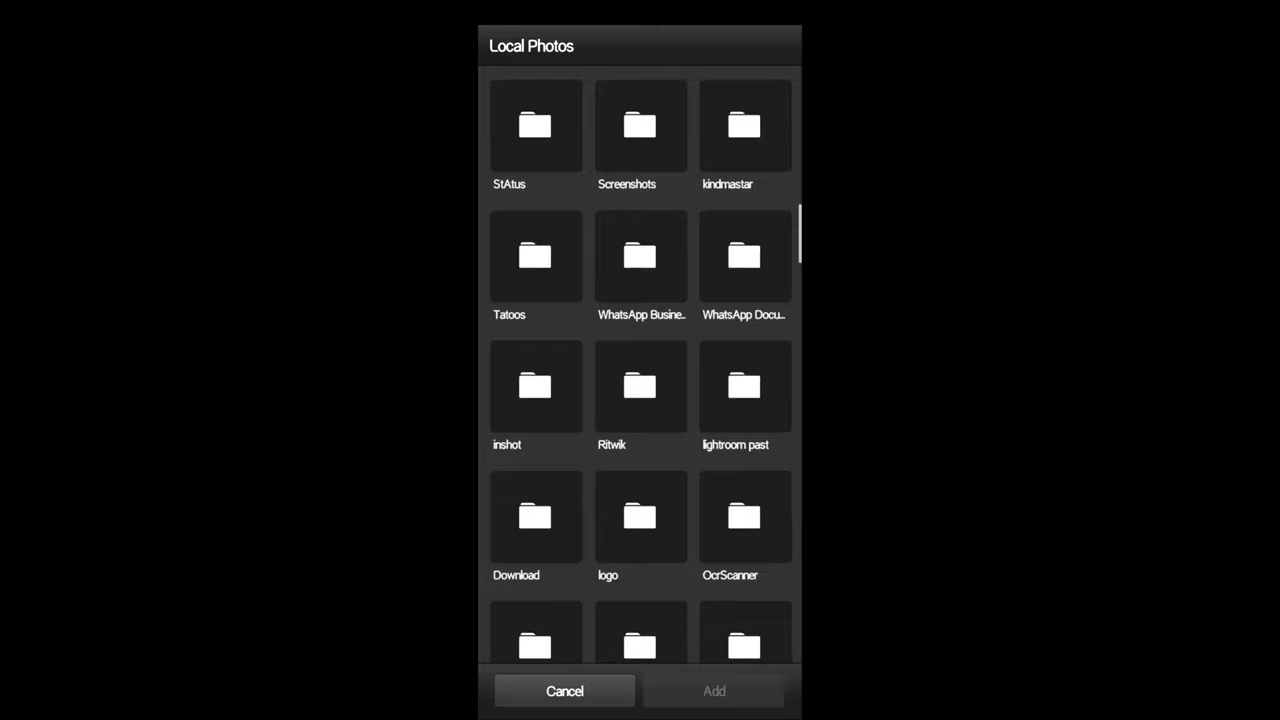 Local Photos
StAtus Screenshots kindmastar
Tatoos WhatsApp Busine... WhatsApp Docu...
inshot Ritwik lightroom past
Download logo OcrScanner
Cancel Add